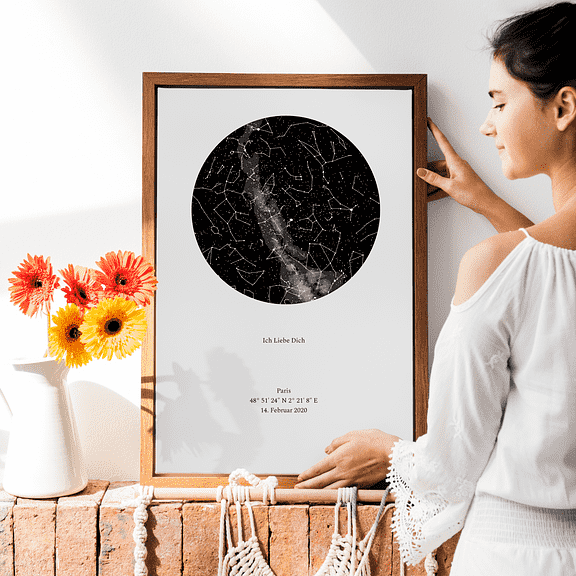 Ich Liebe Dich
Paris
48° 51′ 24″ N 2° 21′ 8″ E
14. Februar 2020